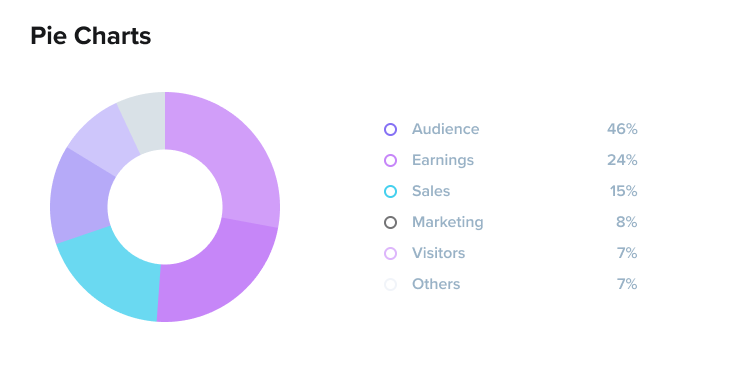 Pie Charts
Audience 46%
Earnings 24%
Sales 15%
Marketing 8%
Visitors 7%
Others 7%